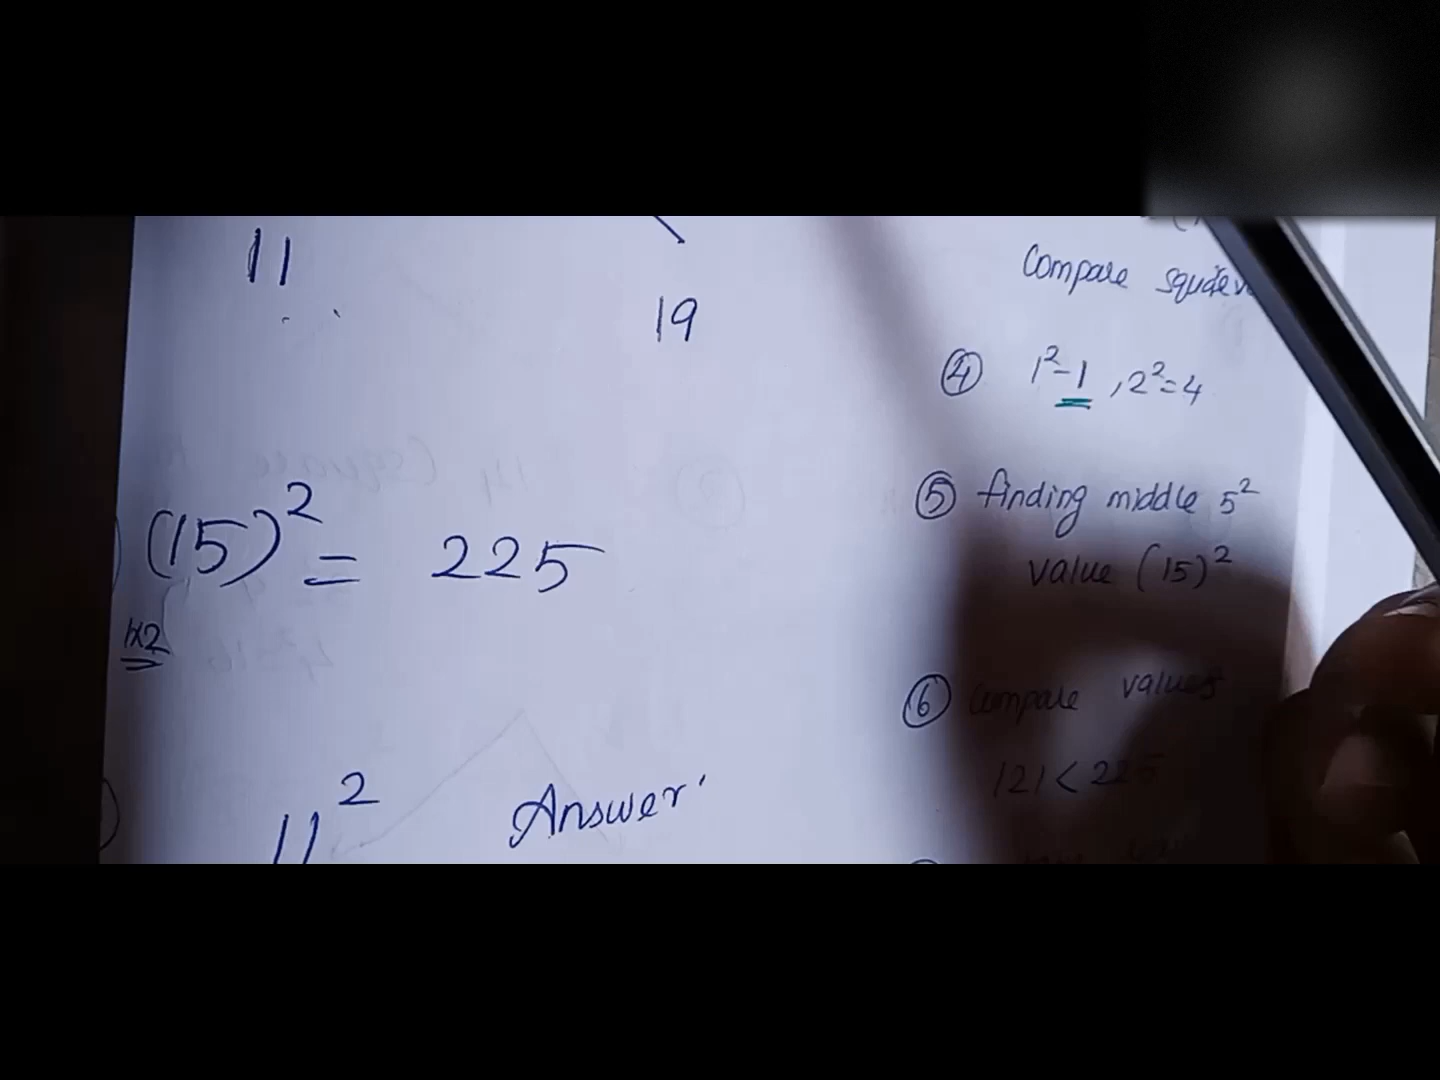 11
19
(15)² = 225
1x2
11² Answer
Compare
④ 1²-1, 2²=4
⑤ finding middle 5²
value (15)²
⑥ Compare values
121 < 225